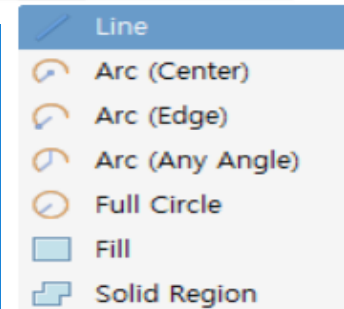 Line
Arc (Center)
Arc (Edge)
Arc (Any Angle)
Full Circle
Fill
Solid Region